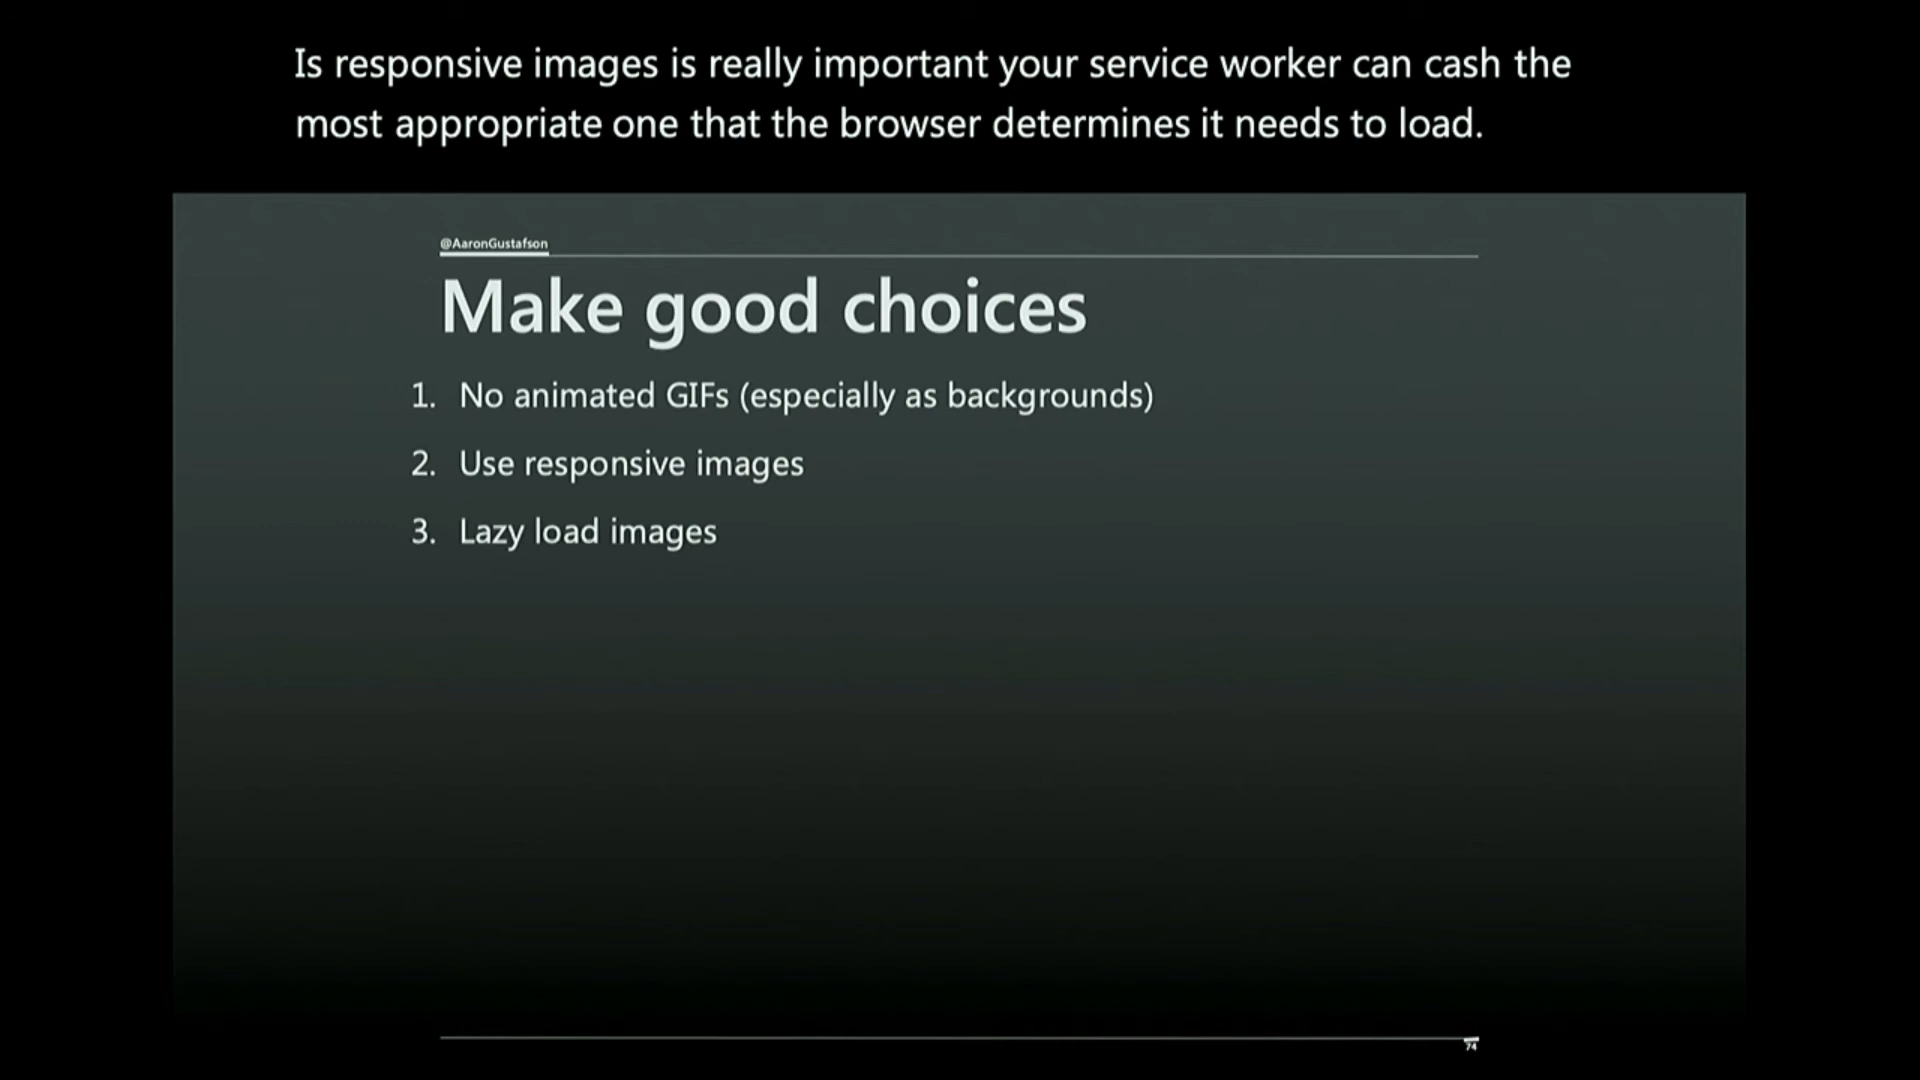 Is responsive images is really important your service worker can cash the
most appropriate one that the browser determines it needs to load.
@AaronGustafson
Make good choices
1. No animated GIFs (especially as backgrounds)
2. Use responsive images
3. Lazy load images
74